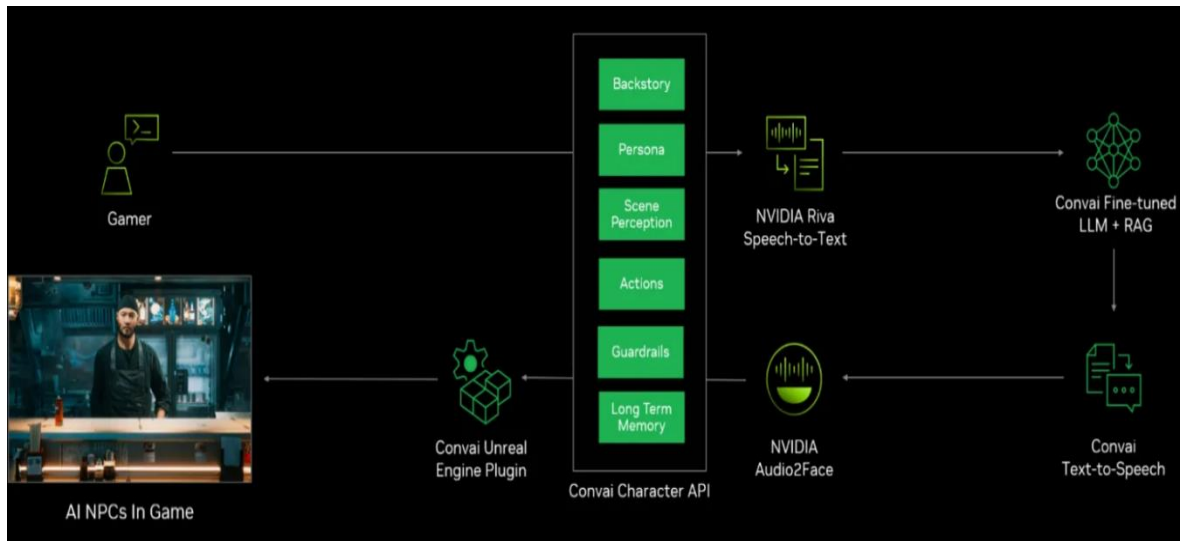 Gamer
Backstory
Persona
Scene
Perception
Actions
Guardrails
Long Term
Memory
Convai Character API
NVIDIA Riva
Speech-to-Text
Convai Fine-tuned
LLM + RAG
Convai
Text-to-Speech
NVIDIA
Audio2Face
Convai Unreal
Engine Plugin
AI NPCs In Game